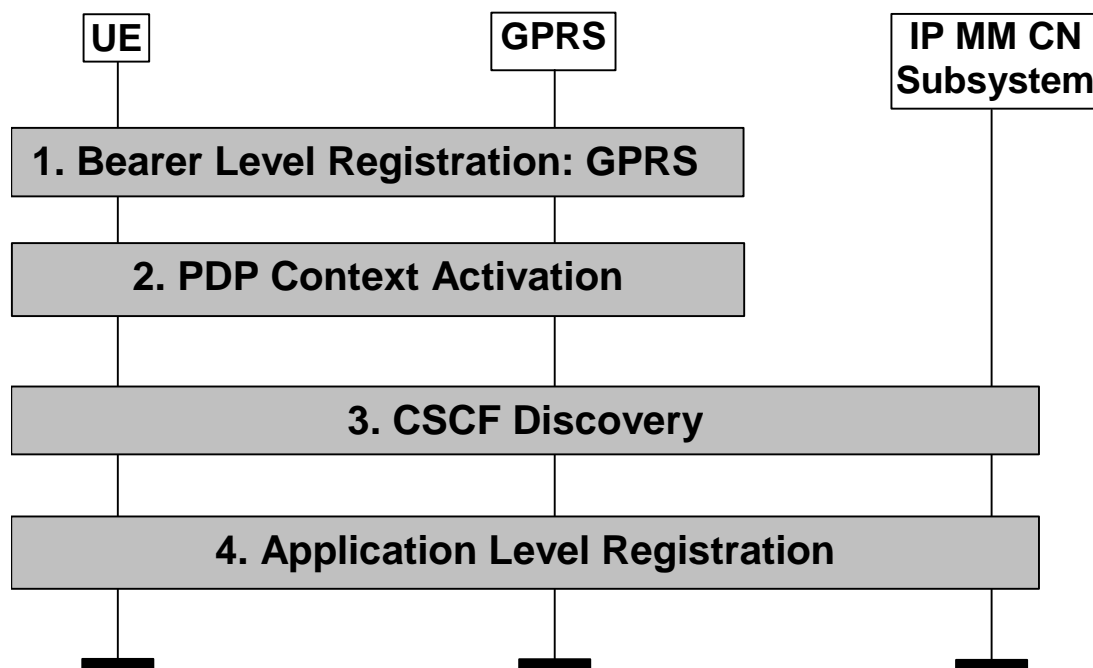 UE
GPRS
IP MM CN
Subsystem
1. Bearer Level Registration: GPRS
2. PDP Context Activation
3. CSCF Discovery
4. Application Level Registration